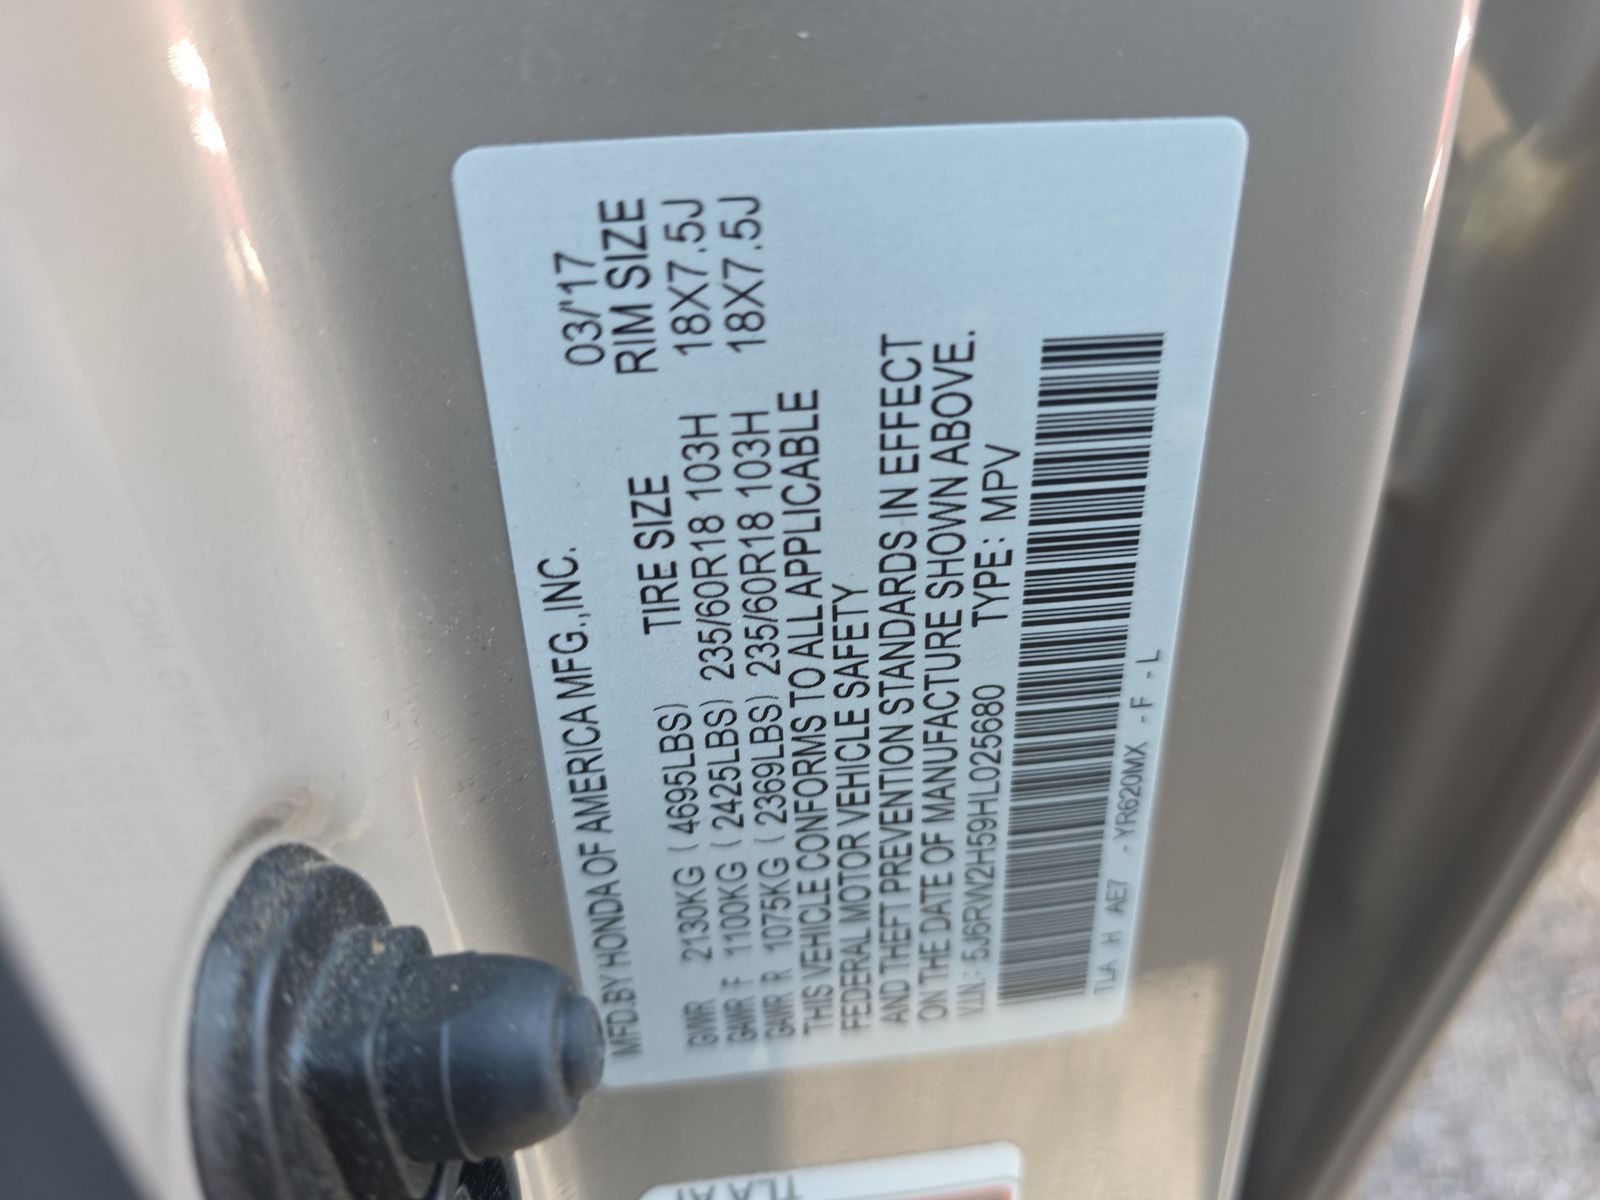 MFD.BY HONDA OF AMERICA MFG.,INC. 03/'17
TIRE SIZE RIM SIZE
GVWR 2130KG ( 4695LBS)
GAWR F 1100KG ( 2425LBS) 235/60R18 103H 18X7.5J
GAWR R 1075KG ( 2369LBS) 235/60R18 103H 18X7.5J
THIS VEHICLE CONFORMS TO ALL APPLICABLE
FEDERAL MOTOR VEHICLE SAFETY
AND THEFT PREVENTION STANDARDS IN EFFECT
ON THE DATE OF MANUFACTURE SHOWN ABOVE.
V.I.N.: 5J6RW2H59HL025680 TYPE: MPV
TLA H AE7 -YR620MX -F -L